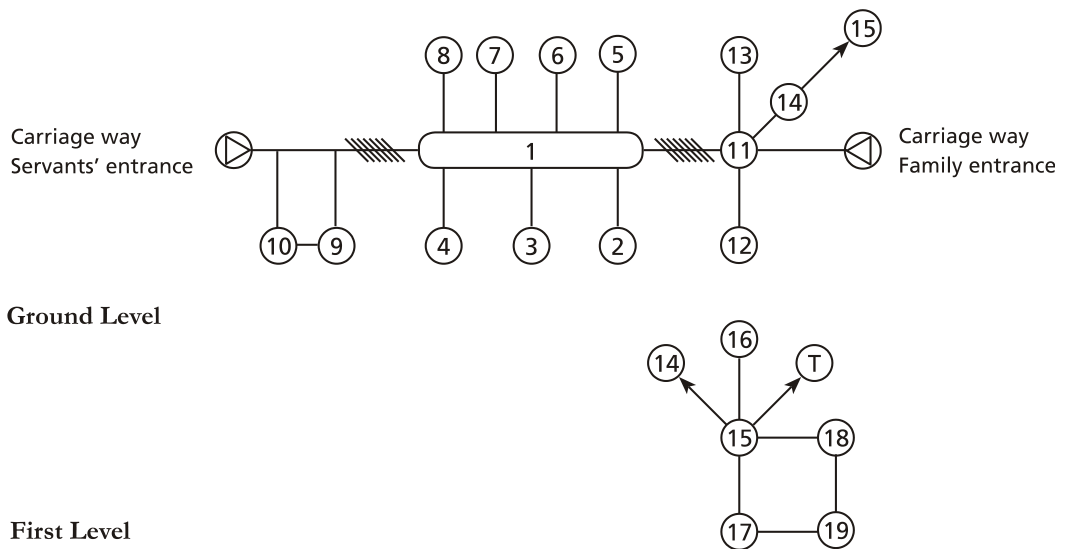 15
8 7 6 5 13
14
Carriage way
Servants' entrance
1
11
Carriage way
Family entrance
10 9 4 3 2 12
Ground Level
16
14 T
15 18
First Level
17 19